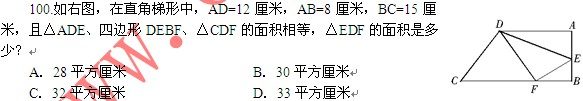 100.如右图，在直角梯形中，AD=12 厘米，AB=8 厘米，BC=15 厘
米，且△ADE、四边形 DEBF、△CDF 的面积相等，△EDF 的面积是多
少？
A．28 平方厘米 B．30 平方厘米
C．32 平方厘米 D．33 平方厘米
D A
E
C F B